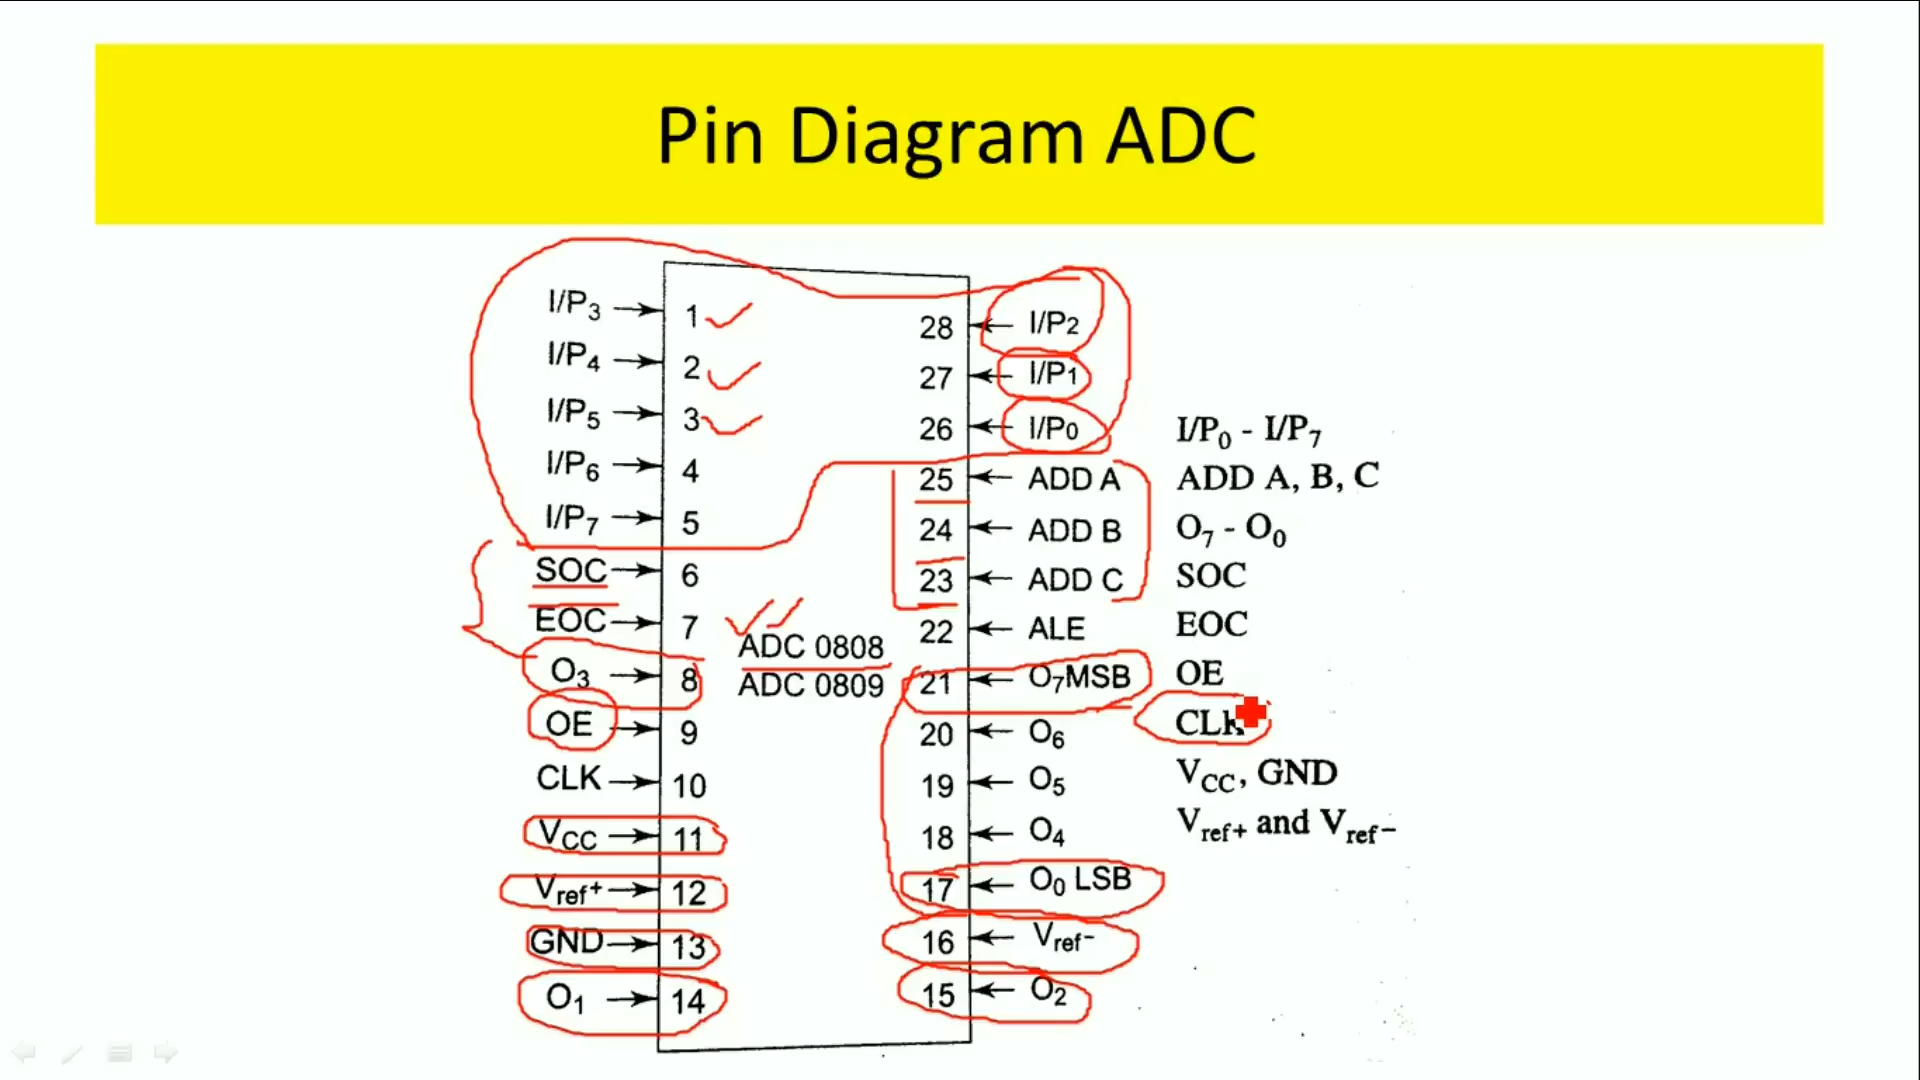 Pin Diagram ADC
I/P3 1 28 I/P2
I/P4 2 27 I/P1
I/P5 3 26 I/P0
I/P6 4 25 ADD A
I/P7 5 24 ADD B
SOC 6 23 ADD C
EOC 7 22 ALE
O3 8 21 O7MSB
OE 9 20 O6
CLK 10 19 O5
VCC 11 18 O4
Vref+ 12 17 O0 LSB
GND 13 16 Vref-
O1 14 15 O2
ADC 0808
ADC 0809
I/P0 - I/P7
ADD A, B, C
O7 - O0
SOC
EOC
OE
CLK
VCC, GND
Vref+ and Vref-